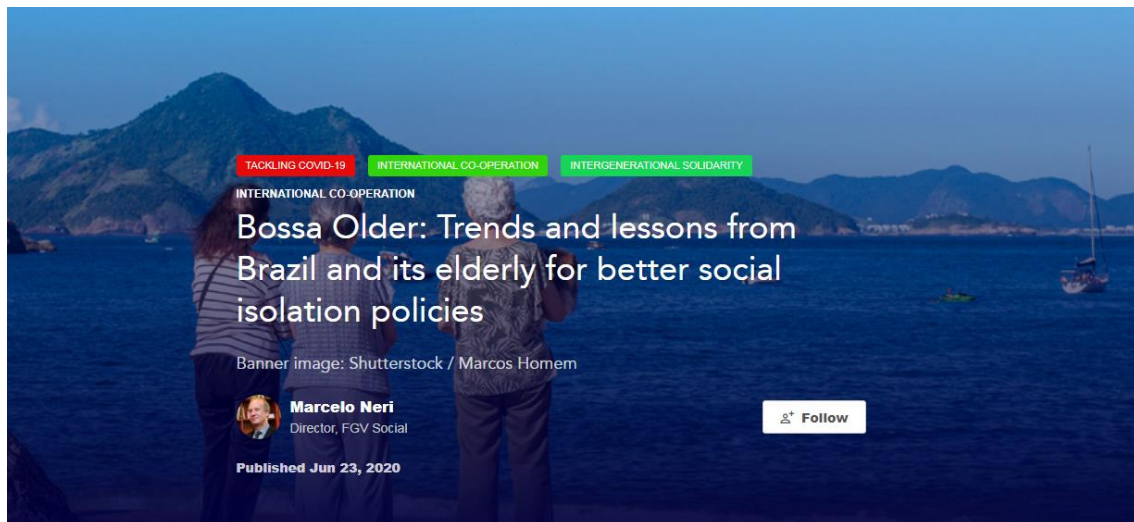 TACKLING COVID-19 INTERNATIONAL CO-OPERATION INTERGENERATIONAL SOLIDARITY
INTERNATIONAL CO-OPERATION
Bossa Older: Trends and lessons from
Brazil and its elderly for better social
isolation policies
Banner image: Shutterstock / Marcos Homem
Marcelo Neri
Director, FGV Social
Follow
Published Jun 23, 2020